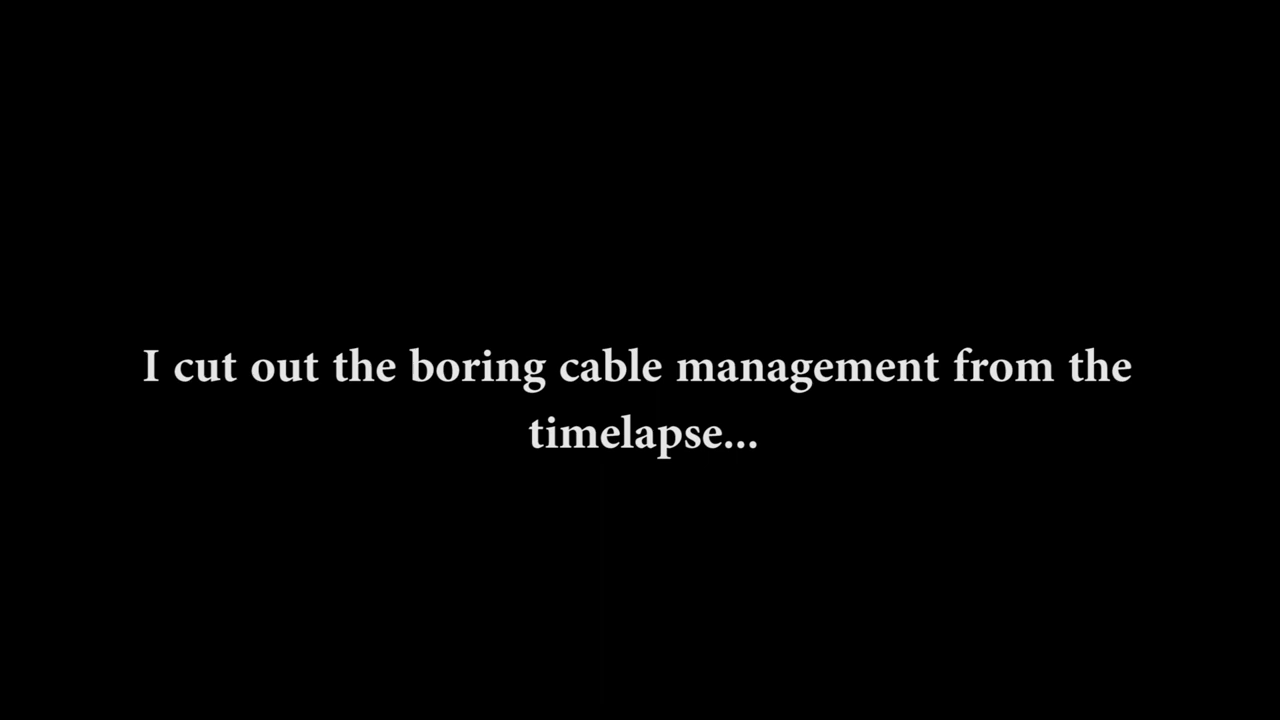 I cut out the boring cable management from the
timelapse...